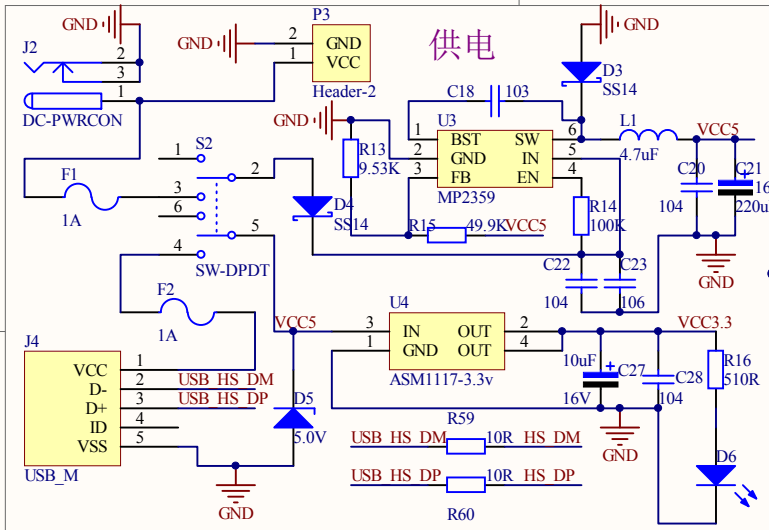 GND
P3
供电
GND
J2
2
3
1
DC-PWRCON
GND
2
1
GND
VCC
Header-2
D3
SS14
C18
103
GND
U3
1
2
3
BST
GND
FB
SW
IN
EN
6
5
4
MP2359
L1
4.7uF
VCC5
R13
9.53K
S2
1
3
6
4
2
5
SW-DPDT
F1
1A
D4
SS14
R15
49.9K
VCC5
R14
100K
C20
104
C21
220u
GND
C22
104
C23
106
F2
1A
VCC5
U4
3
1
IN
GND
OUT
OUT
2
4
ASM1117-3.3v
VCC3.3
J4
VCC
D-
D+
ID
VSS
1
2
3
4
5
USB_HS_DM
USB_HS_DP
USB_M
D5
5.0V
GND
10uF
C27
16V
C28
104
R16
510R
GND
R59
USB_HS_DM
10R
HS_DM
USB_HS_DP
10R
HS_DP
R60
D6